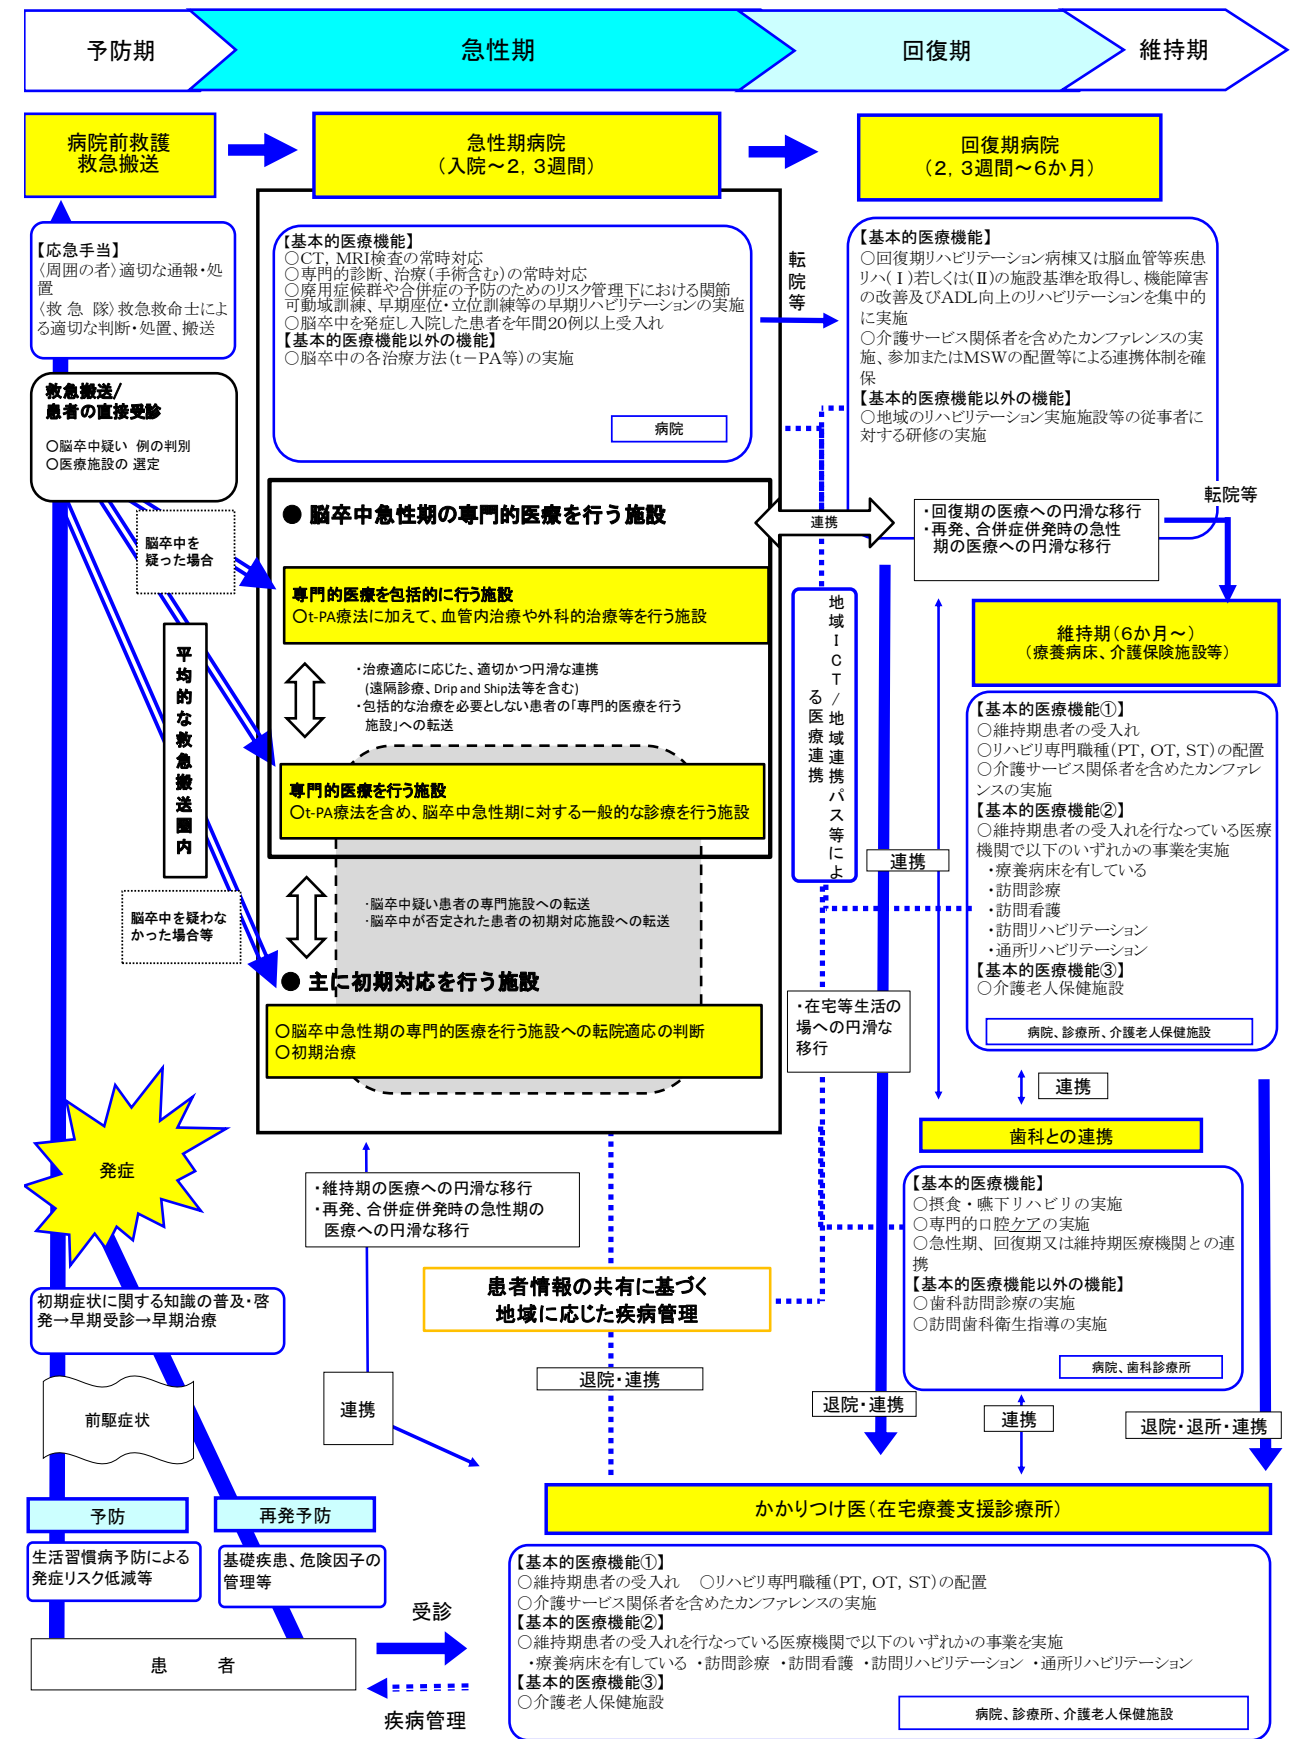 予防期
急性期
回復期
維持期
病院前救護
救急搬送
急性期病院
（入院～２，３週間）
回復期病院
（２，３週間～６か月）
【応急手当】
〈周囲の者〉適切な通報・処
置
〈救 急 隊〉救急救命士によ
る適切な判断・処置、搬送
【基本的医療機能】
○CT，MRI検査の常時対応
○専門的診断、治療（手術含む）の常時対応
○廃用症候群や合併症の予防のためのリスク管理下における関節
可動域訓練、早期座位・立位訓練等の早期リハビリテーションの実施
○脳卒中を発症し入院した患者を年間20例以上受入れ
【基本的医療機能以外の機能】
○脳卒中の各治療方法（t－PA等）の実施
病院
転院等
【基本的医療機能】
○回復期リハビリテーション病棟又は脳血管等疾患
リハ（Ⅰ）若しくは（Ⅱ）の施設基準を取得し、機能障害
の改善及びADL向上のリハビリテーションを集中的
に実施
○介護サービス関係者を含めたカンファレンスの実
施、参加またはMSWの配置等による連携体制を確
保
【基本的医療機能以外の機能】
○地域のリハビリテーション実施施設等の従事者に
対する研修の実施
救急搬送/
患者の直接受診
○脳卒中疑い 例の判別
○医療施設の 選定
● 脳卒中急性期の専門的医療を行う施設
連携
・回復期の医療への円滑な移行
・再発、合併症併発時の急性
期の医療への円滑な移行
転院等
脳卒中を
疑った場合
専門的医療を包括的に行う施設
○t-PA療法に加えて、血管内治療や外科的治療等を行う施設
・治療適応に応じた、適切かつ円滑な連携
(遠隔診療、Drip and Ship法等を含む)
・包括的な治療を必要としない患者の「専門的医療を行う
施設」への転送
平均的な救急搬送圏内
地域ＩＣＴ/地域連携パス等によ
る医療連携
維持期（６か月～）
（療養病床、介護保険施設等）
専門的医療を行う施設
○t-PA療法を含め、脳卒中急性期に対する一般的な診療を行う施設
【基本的医療機能①】
○維持期患者の受入れ
○リハビリ専門職種（PT，OT，ST）の配置
○介護サービス関係者を含めたカンファレ
ンスの実施
【基本的医療機能②】
○維持期患者の受入れを行なっている医療
機関で以下のいずれかの事業を実施
・療養病床を有している
・訪問診療
・訪問看護
・訪問リハビリテーション
・通所リハビリテーション
【基本的医療機能③】
○介護老人保健施設
病院、診療所、介護老人保健施設
連携
脳卒中を疑わな
かった場合等
・脳卒中疑い患者の専門施設への転送
・脳卒中が否定された患者の初期対応施設への転送
● 主に初期対応を行う施設
○脳卒中急性期の専門的医療を行う施設への転院適応の判断
○初期治療
・在宅等生活の
場への円滑な
移行
連携
歯科との連携
発症
・維持期の医療への円滑な移行
・再発、合併症併発時の急性期の
医療への円滑な移行
【基本的医療機能】
○摂食・嚥下リハビリの実施
○専門的口腔ケアの実施
○急性期、回復期又は維持期医療機関との連
携
【基本的医療機能以外の機能】
○歯科訪問診療の実施
○訪問歯科衛生指導の実施
病院、歯科診療所
患者情報の共有に基づく
地域に応じた疾病管理
初期症状に関する知識の普及・啓
発→早期受診→早期治療
前駆症状
連携
退院・連携
退院・連携
連携
退院・退所・連携
予防
再発予防
かかりつけ医（在宅療養支援診療所）
生活習慣病予防による
発症リスク低減等
基礎疾患、危険因子の
管理等
【基本的医療機能①】
○維持期患者の受入れ ○リハビリ専門職種（PT，OT，ST）の配置
○介護サービス関係者を含めたカンファレンスの実施
【基本的医療機能②】
○維持期患者の受入れを行なっている医療機関で以下のいずれかの事業を実施
・療養病床を有している ・訪問診療 ・訪問看護 ・訪問リハビリテーション ・通所リハビリテーション
【基本的医療機能③】
○介護老人保健施設
病院、診療所、介護老人保健施設
受診
患 者
疾病管理